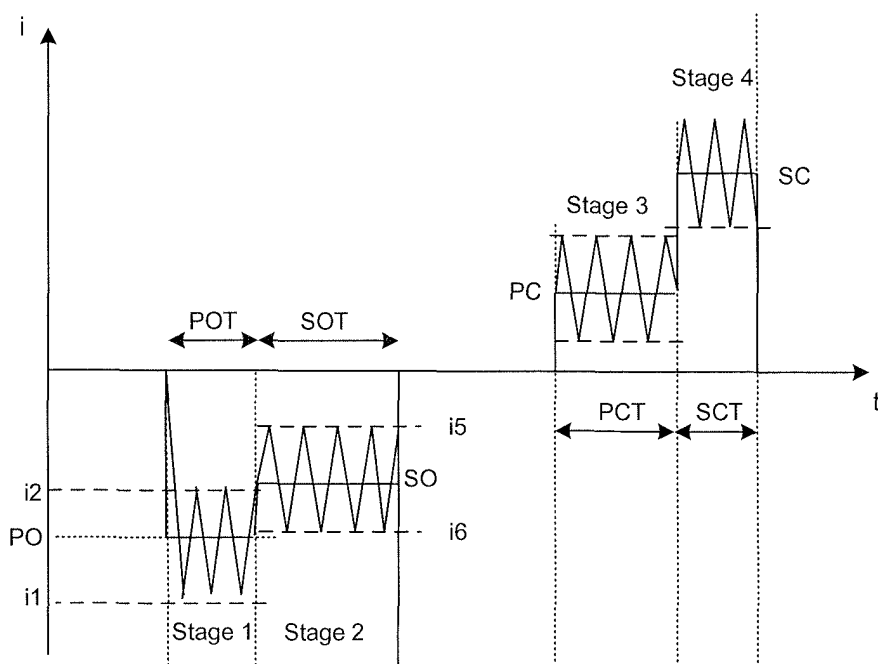 i
Stage 4
SC
Stage 3
PC
POT
SOT
t
PCT
SCT
i5
i2
SO
PO
i6
i1
Stage 1
Stage 2